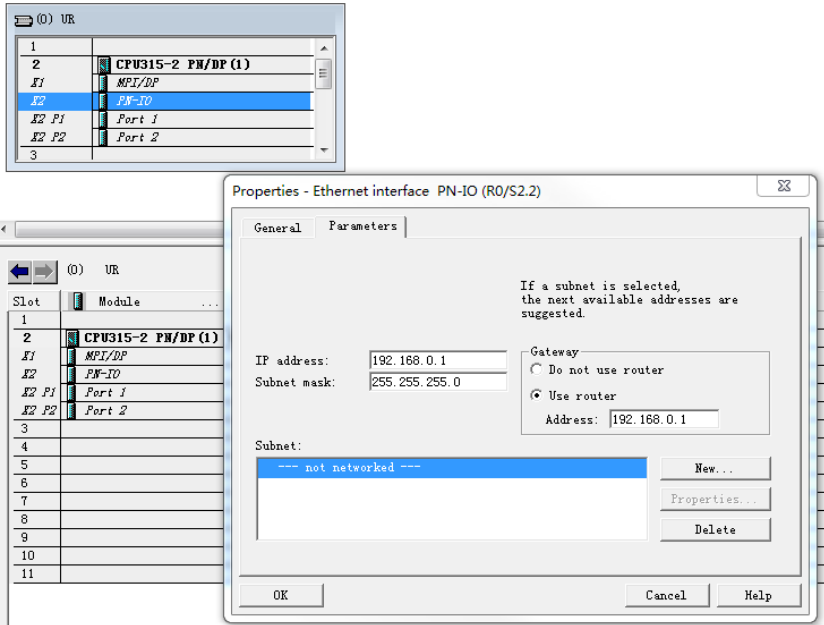 (0) UR
1
2 CPU315-2 PN/DP(1)
X1 MPI/DP
X2 PN-IO
X2 P1 Port 1
X2 P2 Port 2
3
Properties - Ethernet interface PN-IO (R0/S2.2)
General Parameters
If a subnet is selected,
the next available addresses are
suggested.
IP address: 192.168.0.1
Subnet mask: 255.255.255.0
Gateway
Do not use router
Use router
Address: 192.168.0.1
Subnet:
--- not networked ---
New...
Properties...
Delete
OK Cancel Help
(0) UR
Slot Module ...
1
2 CPU315-2 PN/DP(1)
X1 MPI/DP
X2 PN-IO
X2 P1 Port 1
X2 P2 Port 2
3
4
5
6
7
8
9
10
11